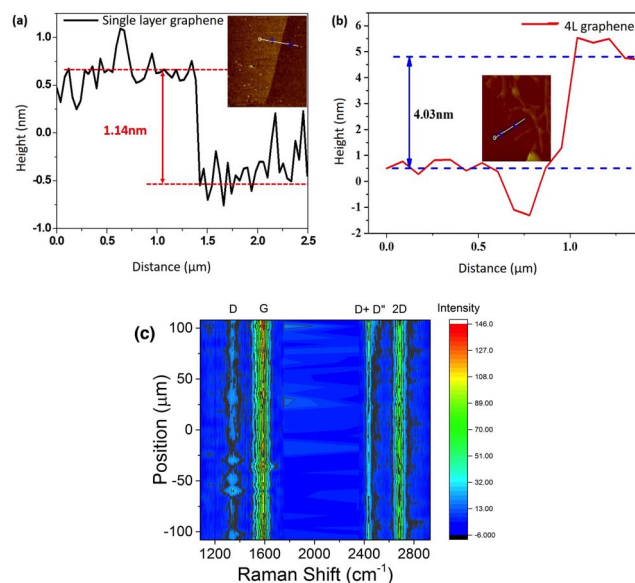 (a)
Single layer graphene
1.14nm
Height (nm)
1.0
0.5
0.0
-0.5
-1.0
0.0 0.5 1.0 1.5 2.0 2.5
Distance (μm)
(b)
4L graphene
4.03nm
Height (nm)
6
5
4
3
2
1
0
-1
-2
0.0 0.5 1.0
Distance (μm)
(c)
D G D+ D" 2D Intensity
Position (μm)
100
50
0
-50
-100
1200 1600 2000 2400 2800
Raman Shift (cm⁻¹)
146.0
128.0
109.0
90.00
70.00
51.00
32.00
13.00
-6.000